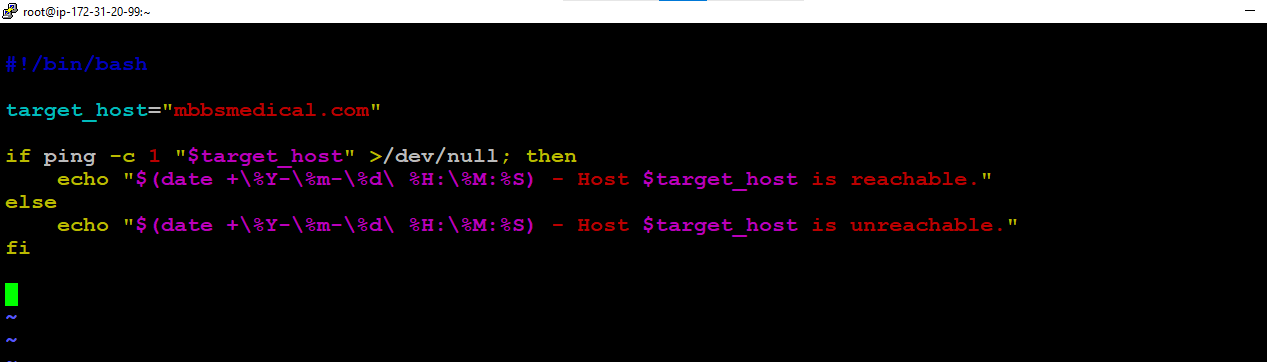 root@ip-172-31-20-99:~
#!/bin/bash
target_host="mbbsmedical.com"
if ping -c 1 "$target_host" >/dev/null; then
    echo "$(date +\%Y-\%m-\%d\ %H:\%M:%S) - Host $target_host is reachable."
else
    echo "$(date +\%Y-\%m-\%d\ %H:\%M:%S) - Host $target_host is unreachable."
fi
~
~